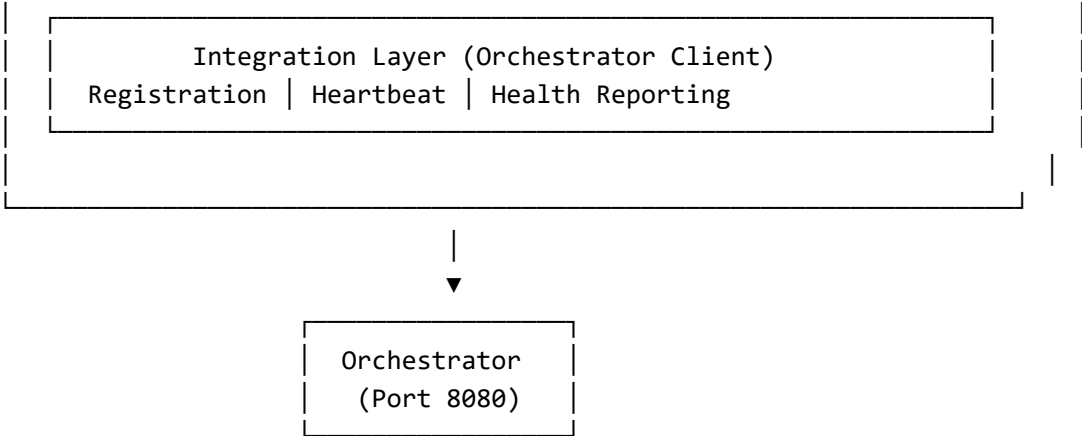 Integration Layer (Orchestrator Client)
Registration │ Heartbeat │ Health Reporting
Orchestrator
(Port 8080)